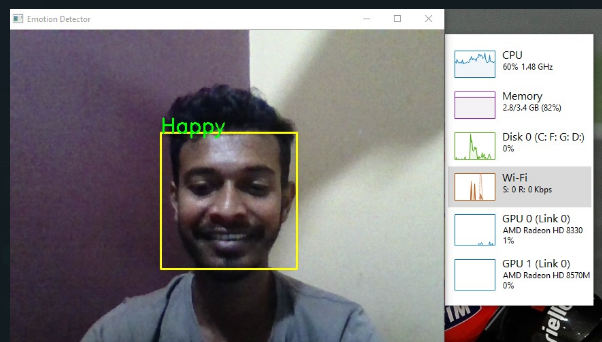 Emotion Detector
Happy
CPU
60% 1.48 GHz
Memory
2.8/3.4 GB (82%)
Disk 0 (C: F: G: D:)
0%
Wi-Fi
S: 0 R: 0 Kbps
GPU 0 (Link 0)
AMD Radeon HD 8330
1%
GPU 1 (Link 0)
AMD Radeon HD 8570M
0%